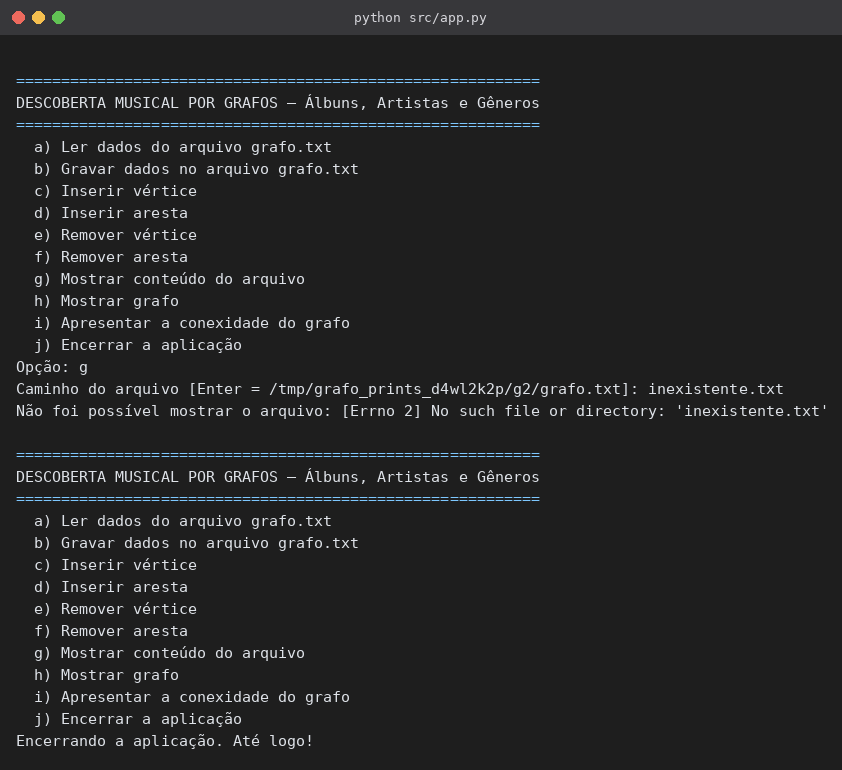 python src/app.py
==========================================================
DESCOBERTA MUSICAL POR GRAFOS — Álbuns, Artistas e Gêneros
==========================================================
a) Ler dados do arquivo grafo.txt
b) Gravar dados no arquivo grafo.txt
c) Inserir vértice
d) Inserir aresta
e) Remover vértice
f) Remover aresta
g) Mostrar conteúdo do arquivo
h) Mostrar grafo
i) Apresentar a conexidade do grafo
j) Encerrar a aplicação
Opção: g
Caminho do arquivo [Enter = /tmp/grafo_prints_d4wl2k2p/g2/grafo.txt]: inexistente.txt
Não foi possível mostrar o arquivo: [Errno 2] No such file or directory: 'inexistente.txt'
==========================================================
DESCOBERTA MUSICAL POR GRAFOS — Álbuns, Artistas e Gêneros
==========================================================
a) Ler dados do arquivo grafo.txt
b) Gravar dados no arquivo grafo.txt
c) Inserir vértice
d) Inserir aresta
e) Remover vértice
f) Remover aresta
g) Mostrar conteúdo do arquivo
h) Mostrar grafo
i) Apresentar a conexidade do grafo
j) Encerrar a aplicação
Encerrando a aplicação. Até logo!